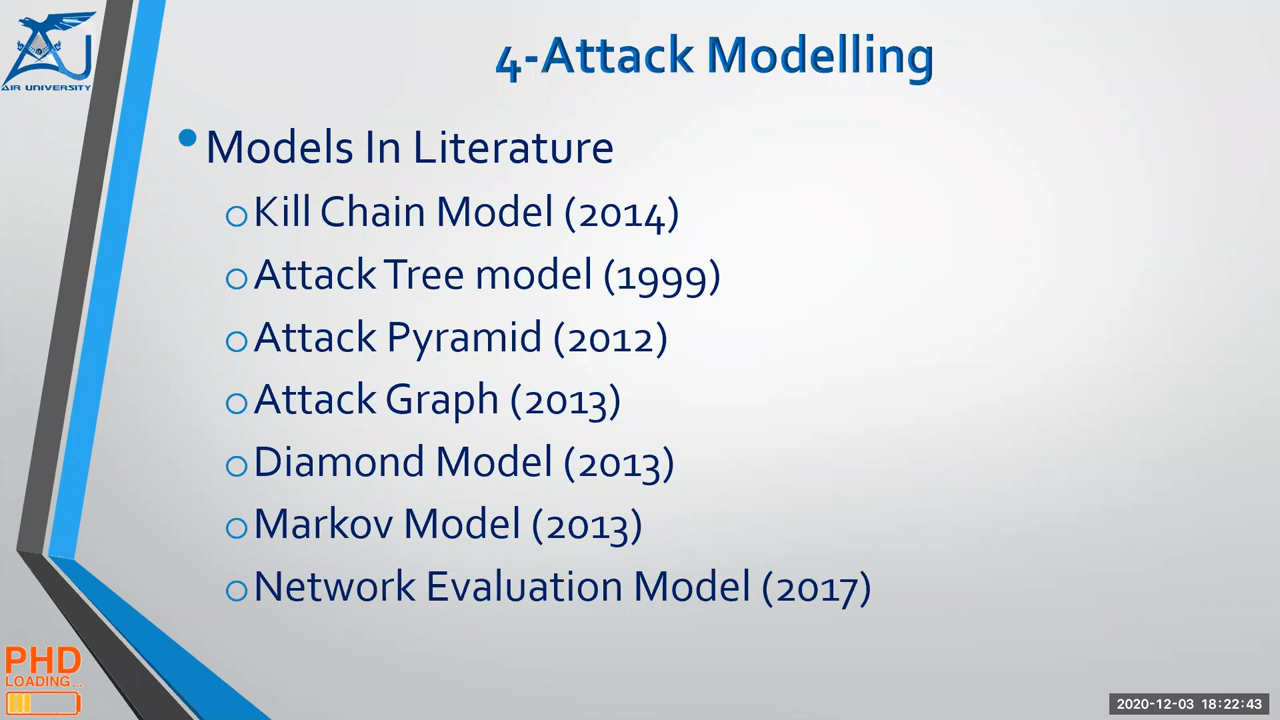 AIR UNIVERSITY
4-Attack Modelling
Models In Literature
Kill Chain Model (2014)
Attack Tree model (1999)
Attack Pyramid (2012)
Attack Graph (2013)
Diamond Model (2013)
Markov Model (2013)
Network Evaluation Model (2017)
PHD
LOADING...
2020-12-03 18:22:43